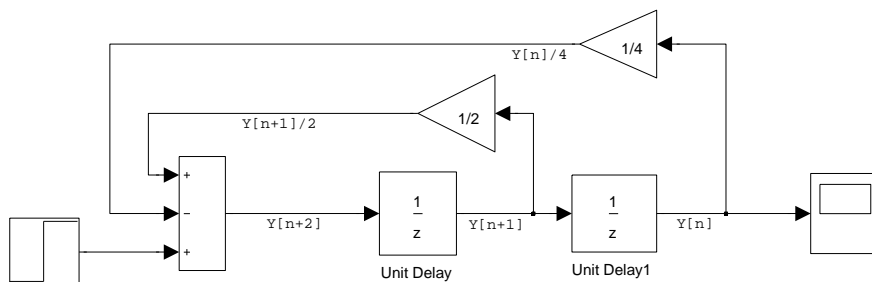 1/4
Y[n]/4
1/2
Y[n+1]/2
+
−
+
Y[n+2]
1
z
Unit Delay
Y[n+1]
1
z
Unit Delay1
Y[n]